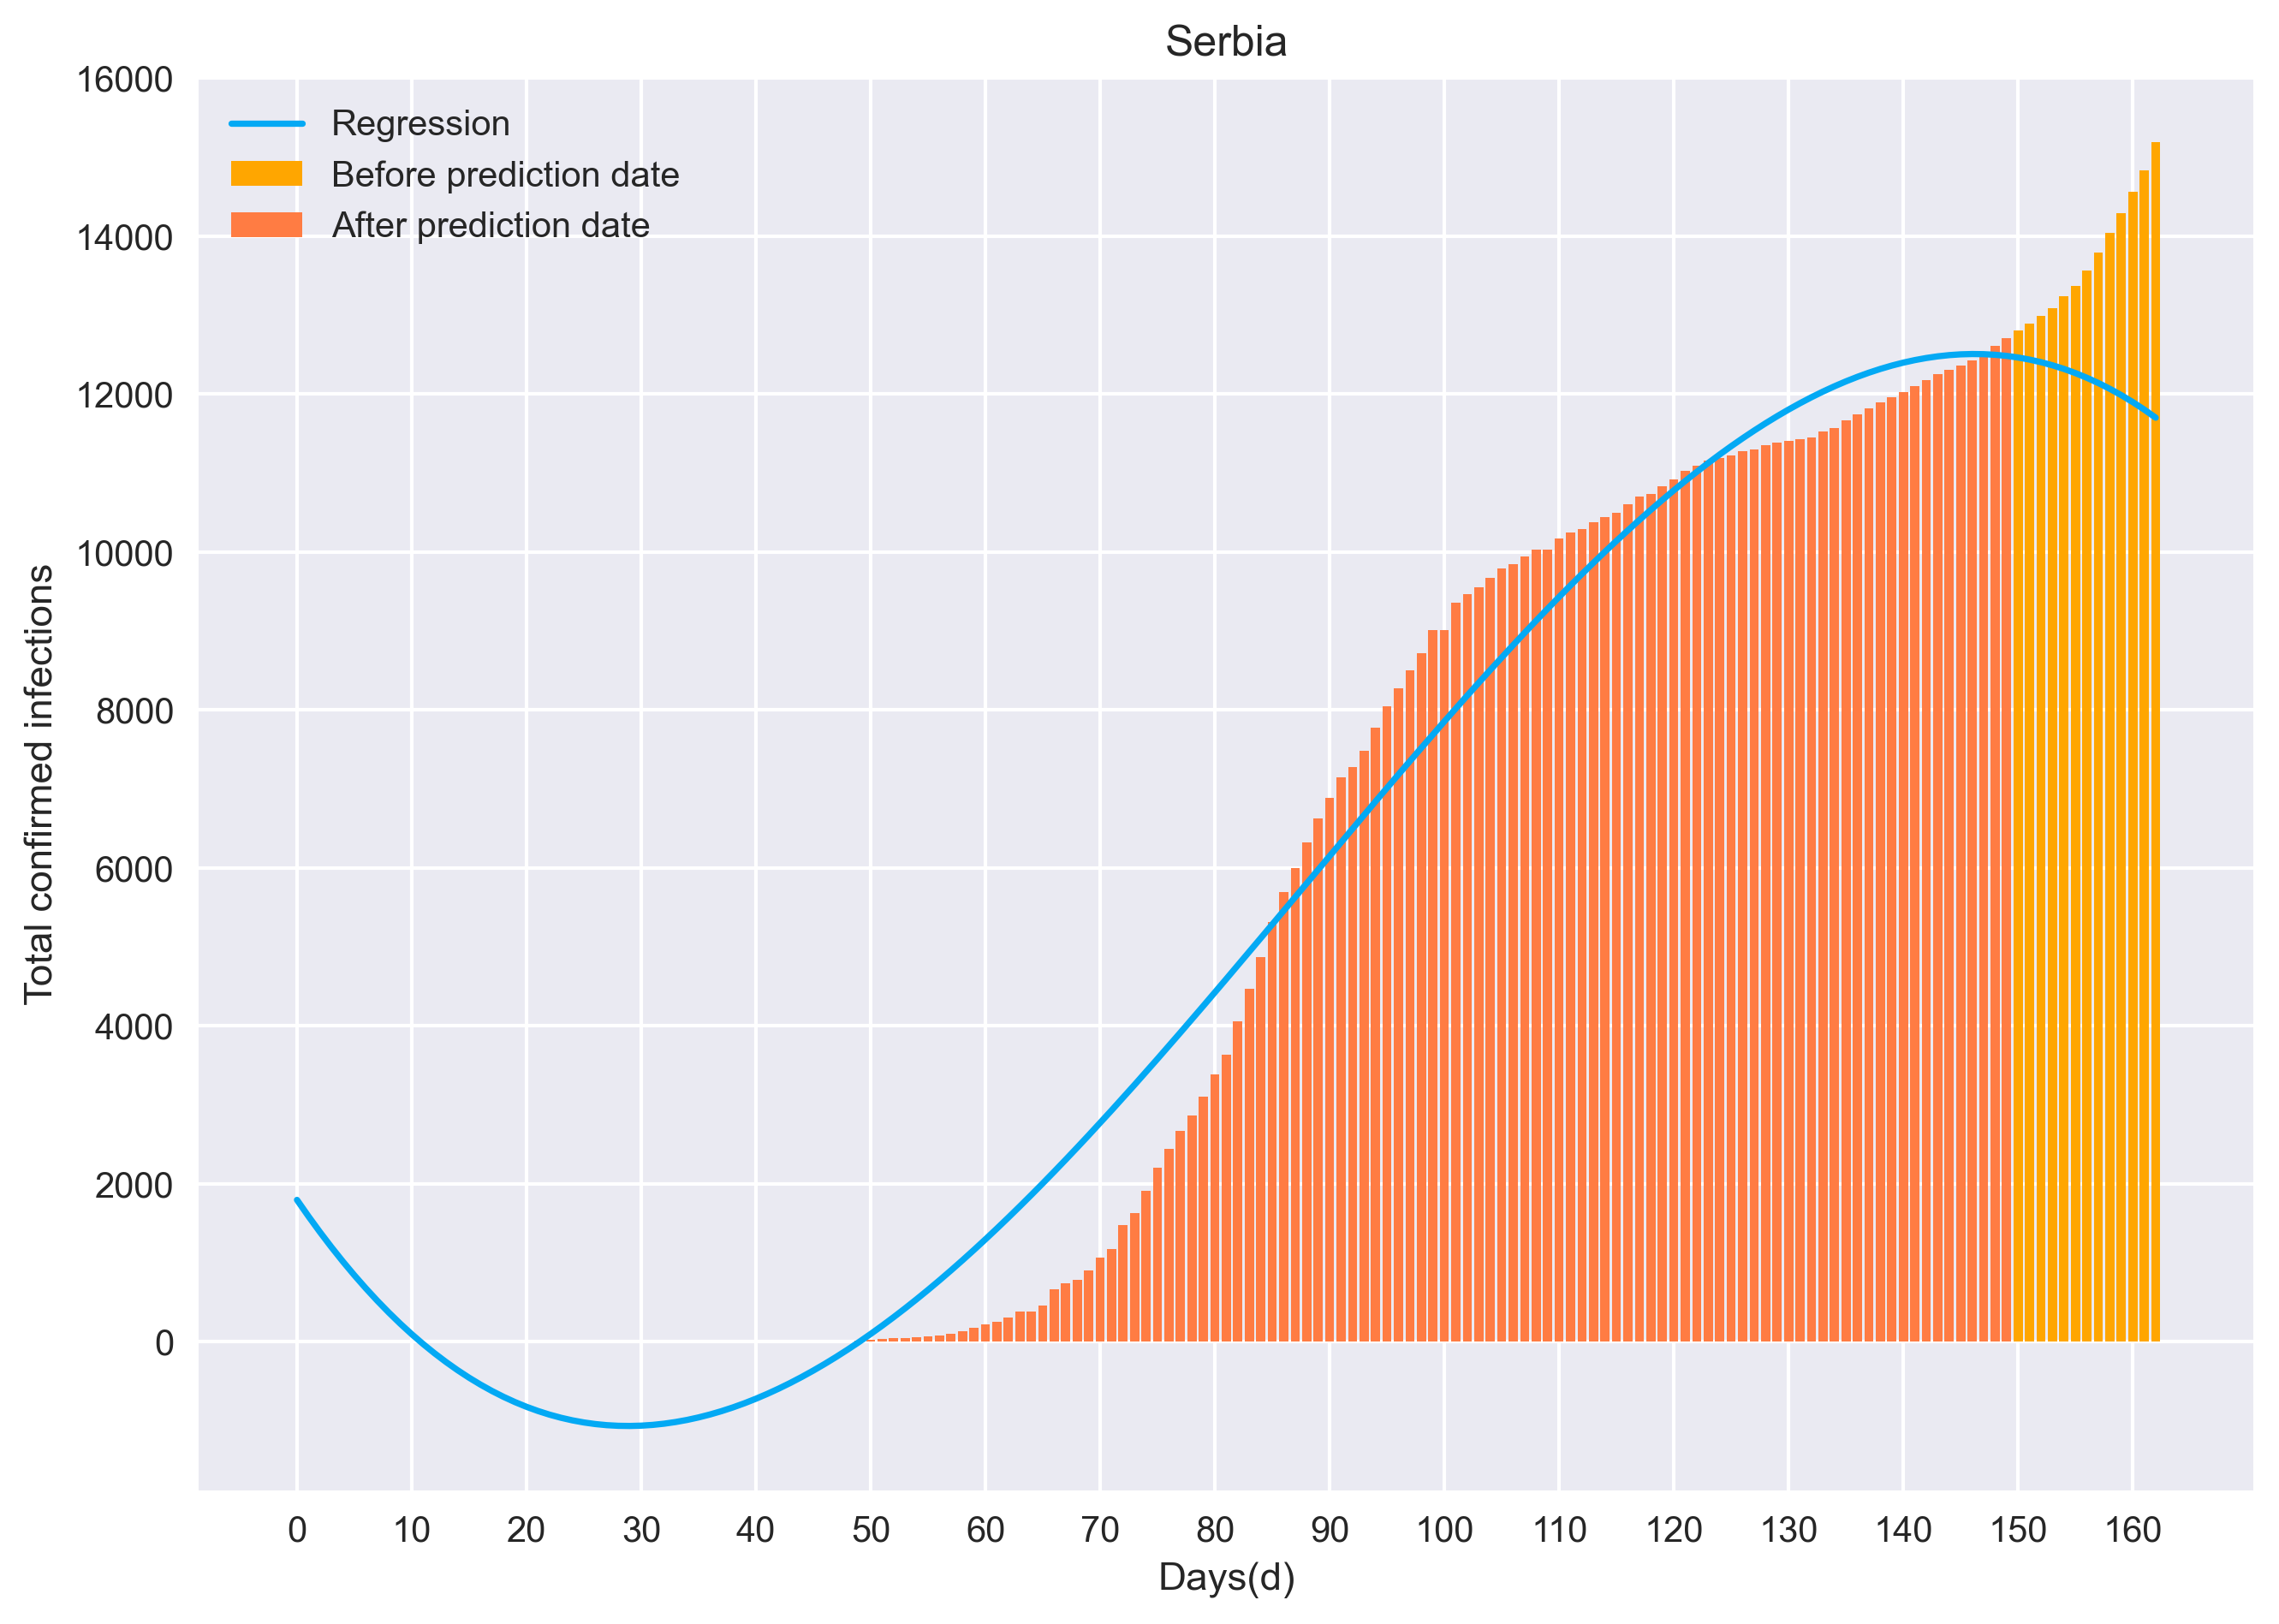 Serbia
16000
14000
12000
10000
8000
6000
4000
2000
0
Total confirmed infections
Regression
Before prediction date
After prediction date
0 10 20 30 40 50 60 70 80 90 100 110 120 130 140 150 160
Days(d)